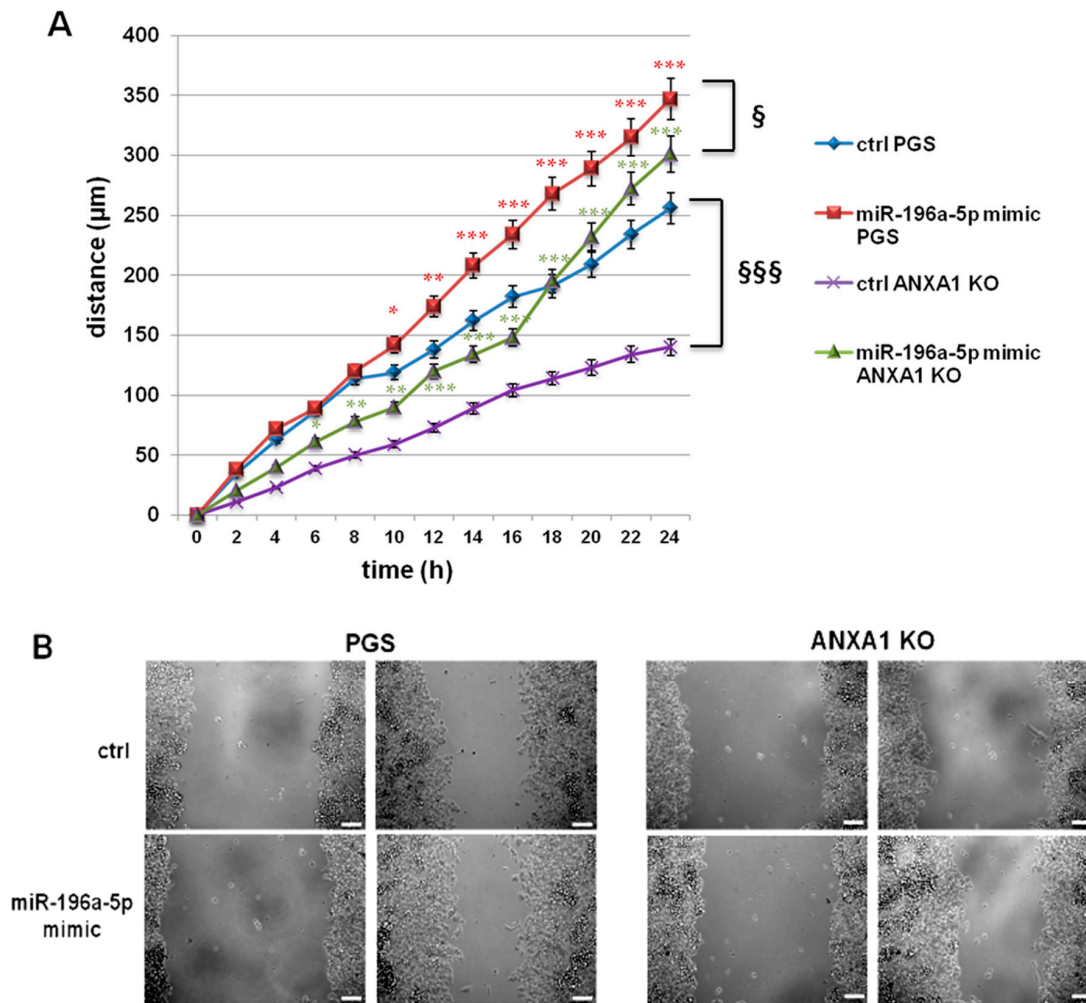 A
400
350
300
250
200
150
100
50
0
distance (µm)
0 2 4 6 8 10 12 14 16 18 20 22 24
time (h)
* ** *** *** *** *** *** *** ***
* ** ** *** *** *** *** *** *** ***
§
§§§
ctrl PGS
miR-196a-5p mimic
PGS
ctrl ANXA1 KO
miR-196a-5p mimic
ANXA1 KO
B
PGS
ANXA1 KO
ctrl
miR-196a-5p
mimic